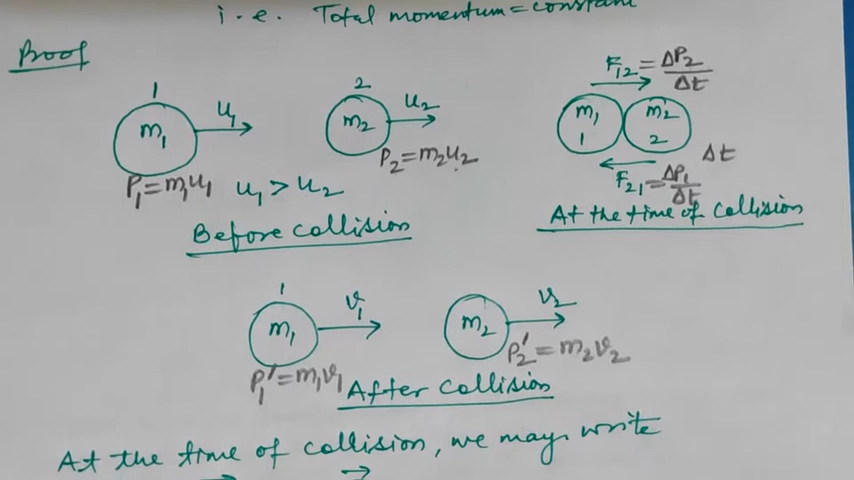 i.e. Total momentum = constant
Proof
1
m₁
u₁
P₁ = m₁u₁
2
m₂
u₂
P₂ = m₂u₂
u₁ > u₂
Before collision
F₁₂ = ΔP₂/Δt
m₁
1
m₂
2
Δt
F₂₁ = ΔP₁/Δt
At the time of collision
1
m₁
v₁
P₁' = m₁v₁
m₂
v₂
P₂' = m₂v₂
After collision
At the time of collision, we may write